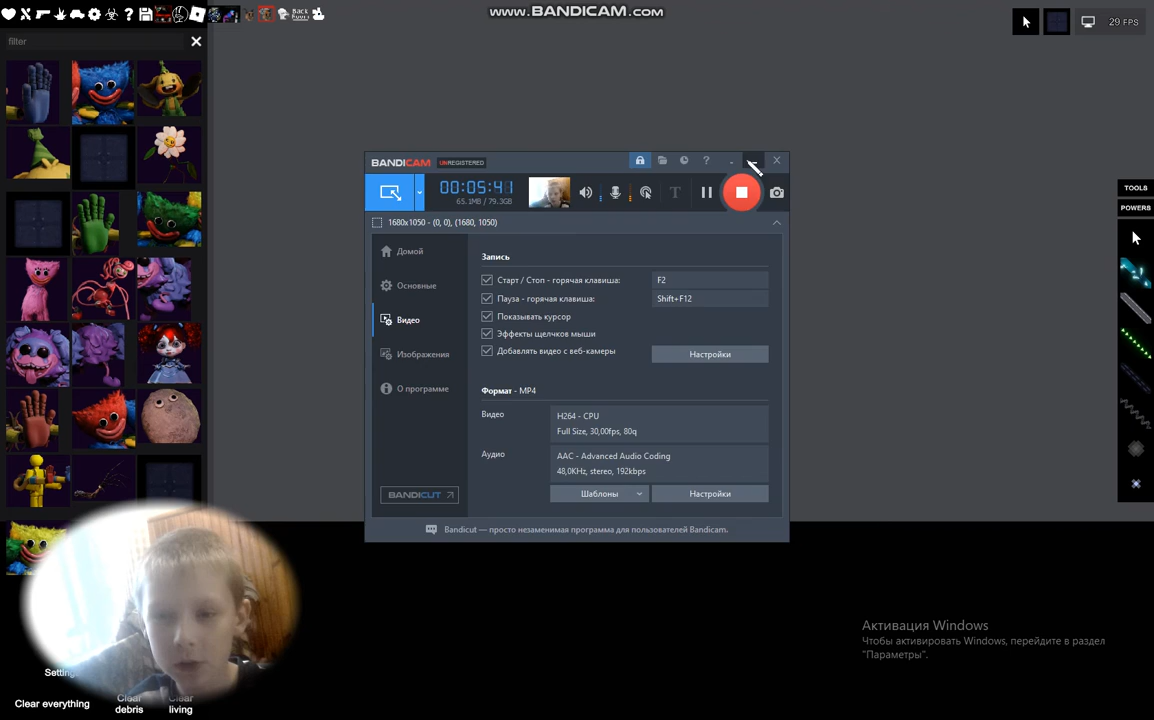 www.BANDICAM.com
29 FPS
filter
Back
BANDICAM
UNREGISTERED
00:05:41
65.1MB / 79.3GB
1680x1050 - (0, 0), (1680, 1050)
Домой
Основные
Видео
Изображения
О программе
BANDICUT
Запись
Старт / Стоп - горячая клавиша:
F2
Пауза - горячая клавиша:
Shift+F12
Показывать курсор
Эффекты щелчков мыши
Добавлять видео с веб-камеры
Настройки
Формат - MP4
Видео
H264 - CPU
Full Size, 30,00fps, 80q
Аудио
AAC - Advanced Audio Coding
48,0KHz, stereo, 192kbps
Шаблоны
Настройки
Bandicut — просто незаменимая программа для пользователей Bandicam.
TOOLS
POWERS
Активация Windows
Чтобы активировать Windows, перейдите в раздел
"Параметры".
Clear everything
Clear
debris
Clear
living